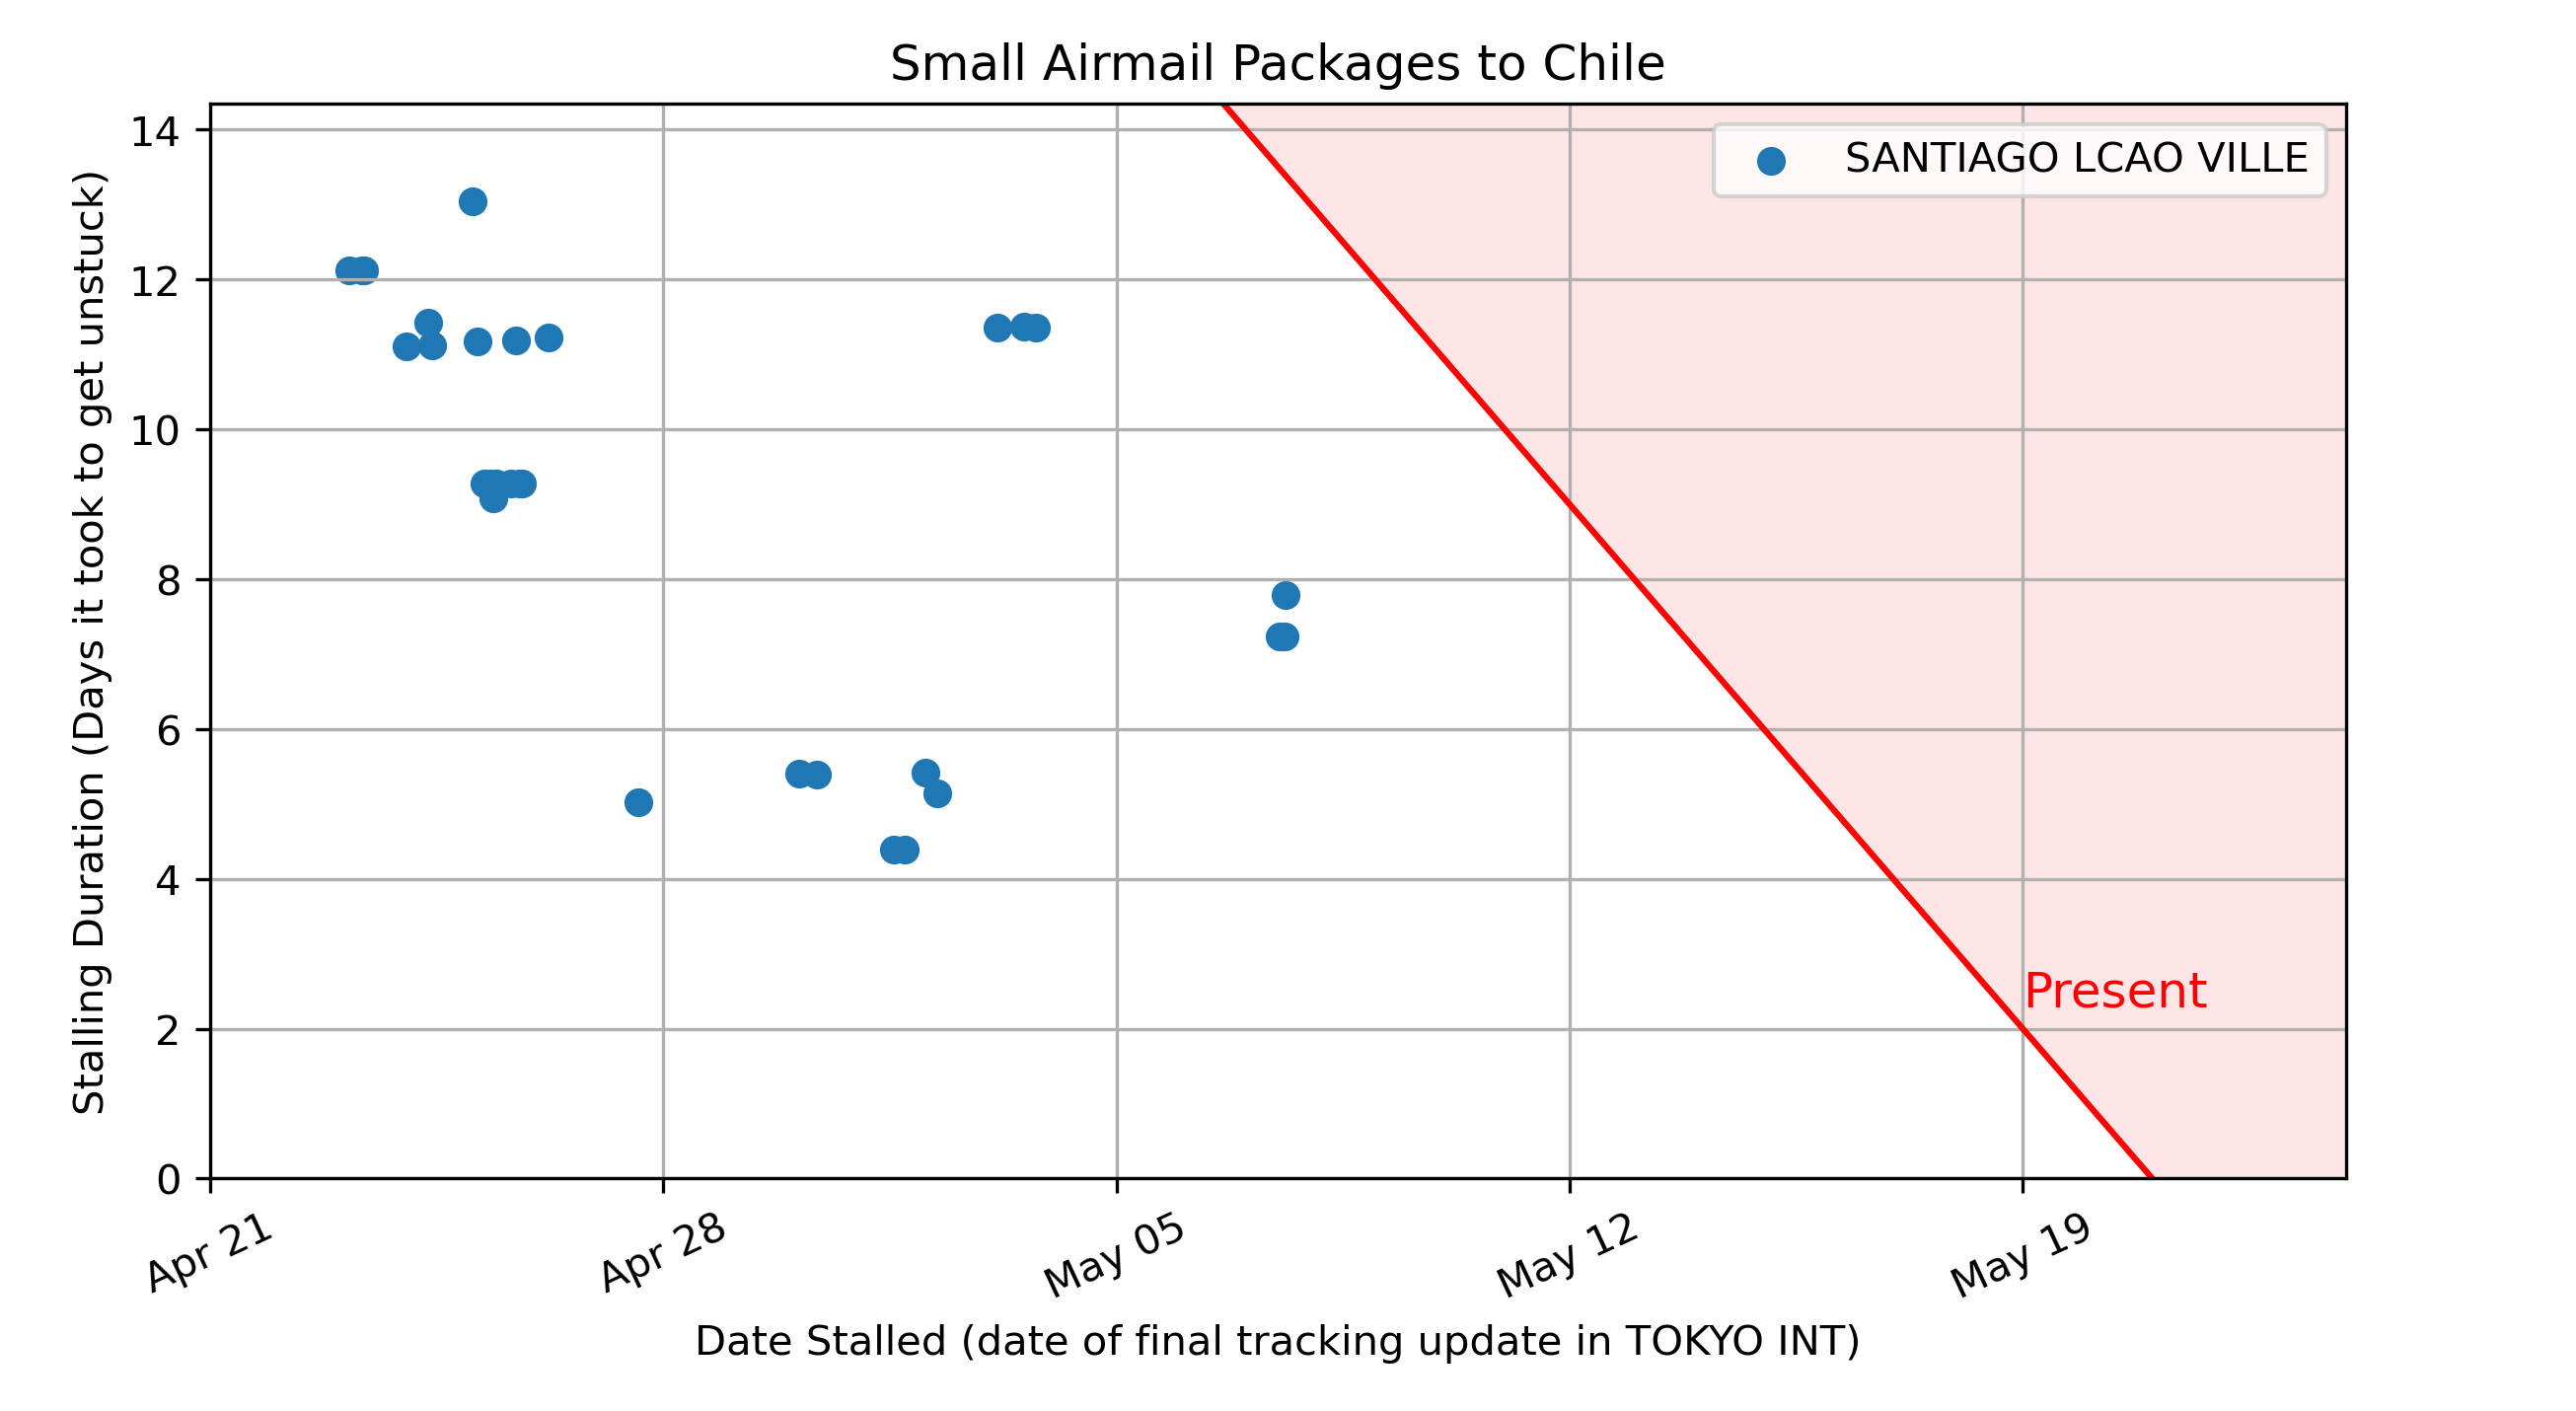 Small Airmail Packages to Chile
SANTIAGO LCAO VILLE
Stalling Duration (Days it took to get unstuck)
14
12
10
8
6
4
2
0
Present
Apr 21
Apr 28
May 05
May 12
May 19
Date Stalled (date of final tracking update in TOKYO INT)